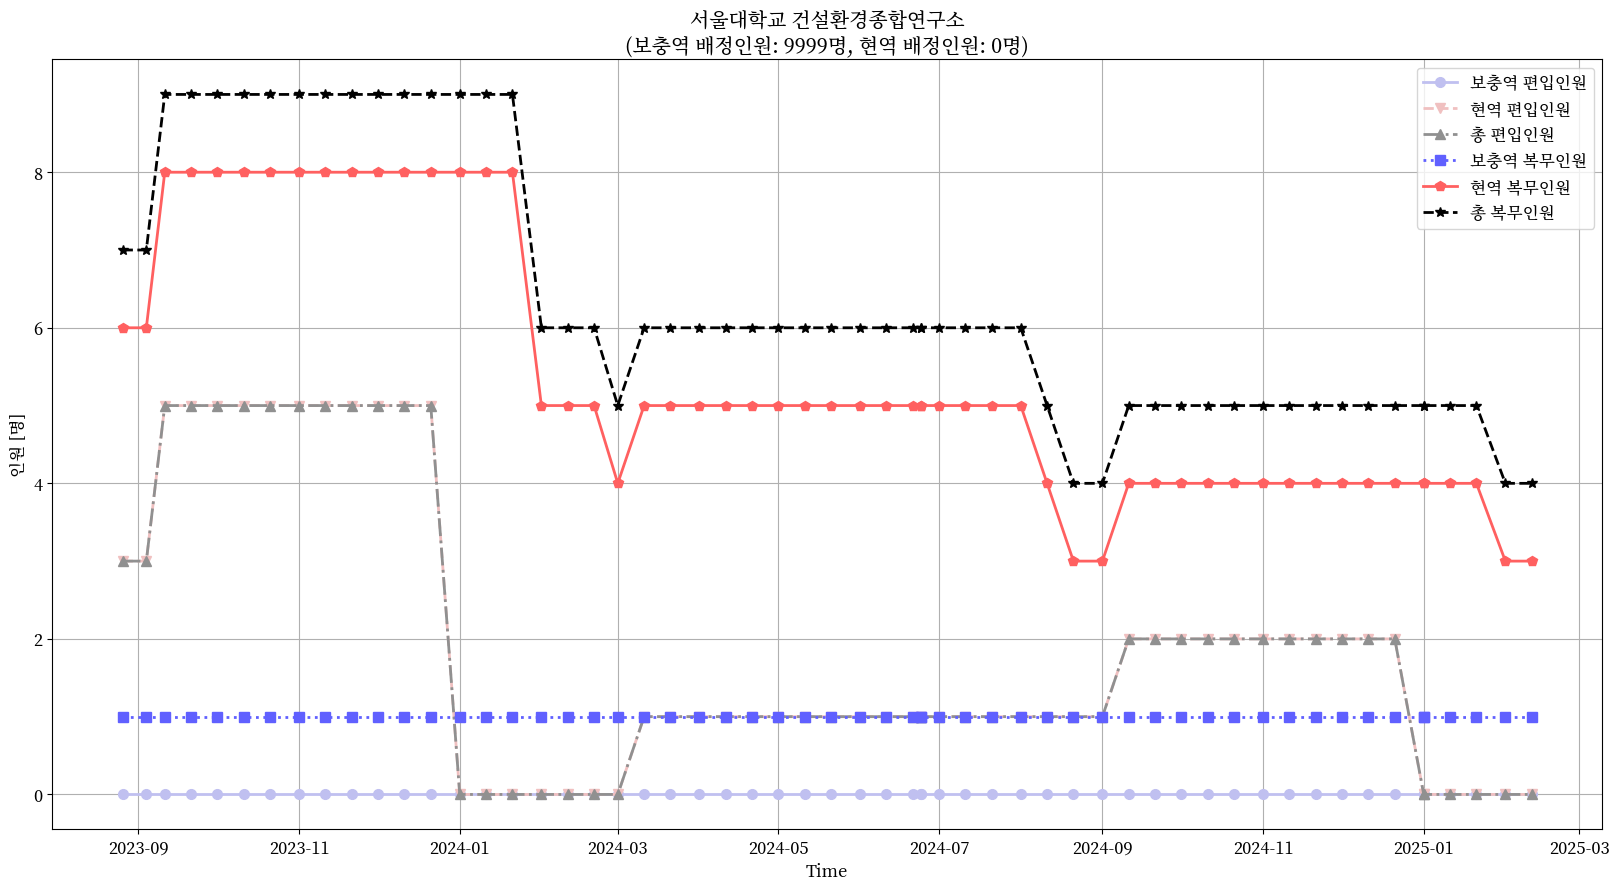 서울대학교 건설환경종합연구소
(보충역 배정인원: 9999명, 현역 배정인원: 0명)
보충역 편입인원
현역 편입인원
총 편입인원
보충역 복무인원
현역 복무인원
총 복무인원
인원 [명]
8
6
4
2
0
2023-09
2023-11
2024-01
2024-03
2024-05
2024-07
2024-09
2024-11
2025-01
2025-03
Time